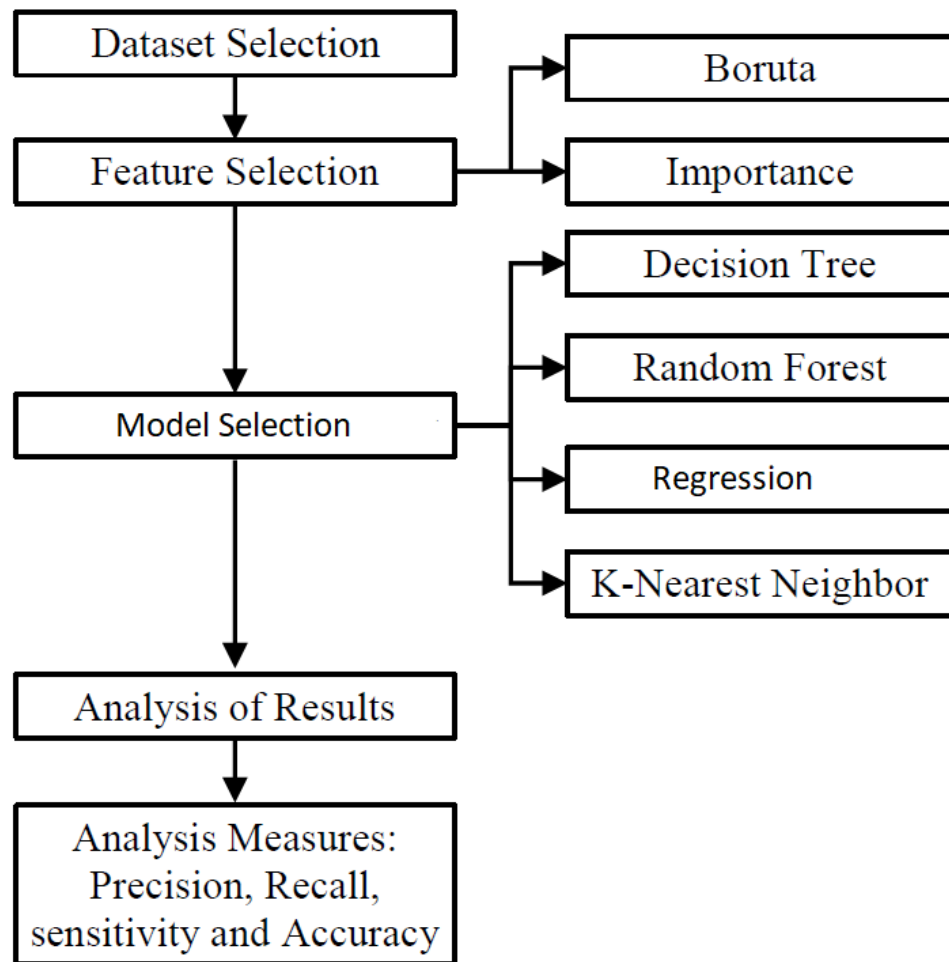 Dataset Selection
Boruta
Feature Selection
Importance
Decision Tree
Random Forest
Model Selection
Regression
K-Nearest Neighbor
Analysis of Results
Analysis Measures:
Precision, Recall,
sensitivity and Accuracy